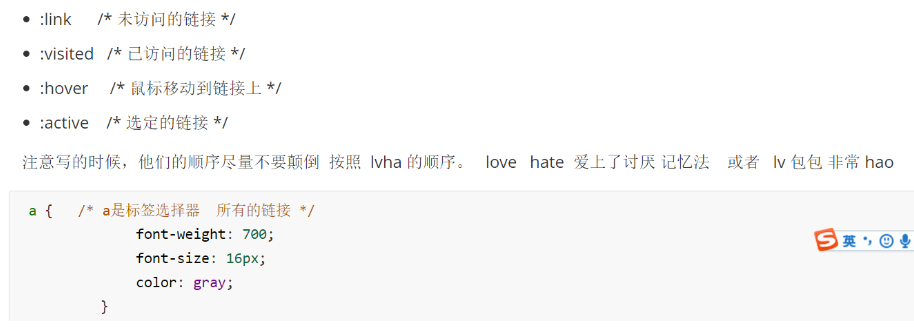 :link /* 未访问的链接 */
:visited /* 已访问的链接 */
:hover /* 鼠标移动到链接上 */
:active /* 选定的链接 */
注意写的时候，他们的顺序尽量不要颠倒 按照 lvha 的顺序。 love hate 爱上了讨厌 记忆法 或者 lv 包包 非常 hao
a { /* a是标签选择器 所有的链接 */
font-weight: 700;
font-size: 16px;
color: gray;
}
英